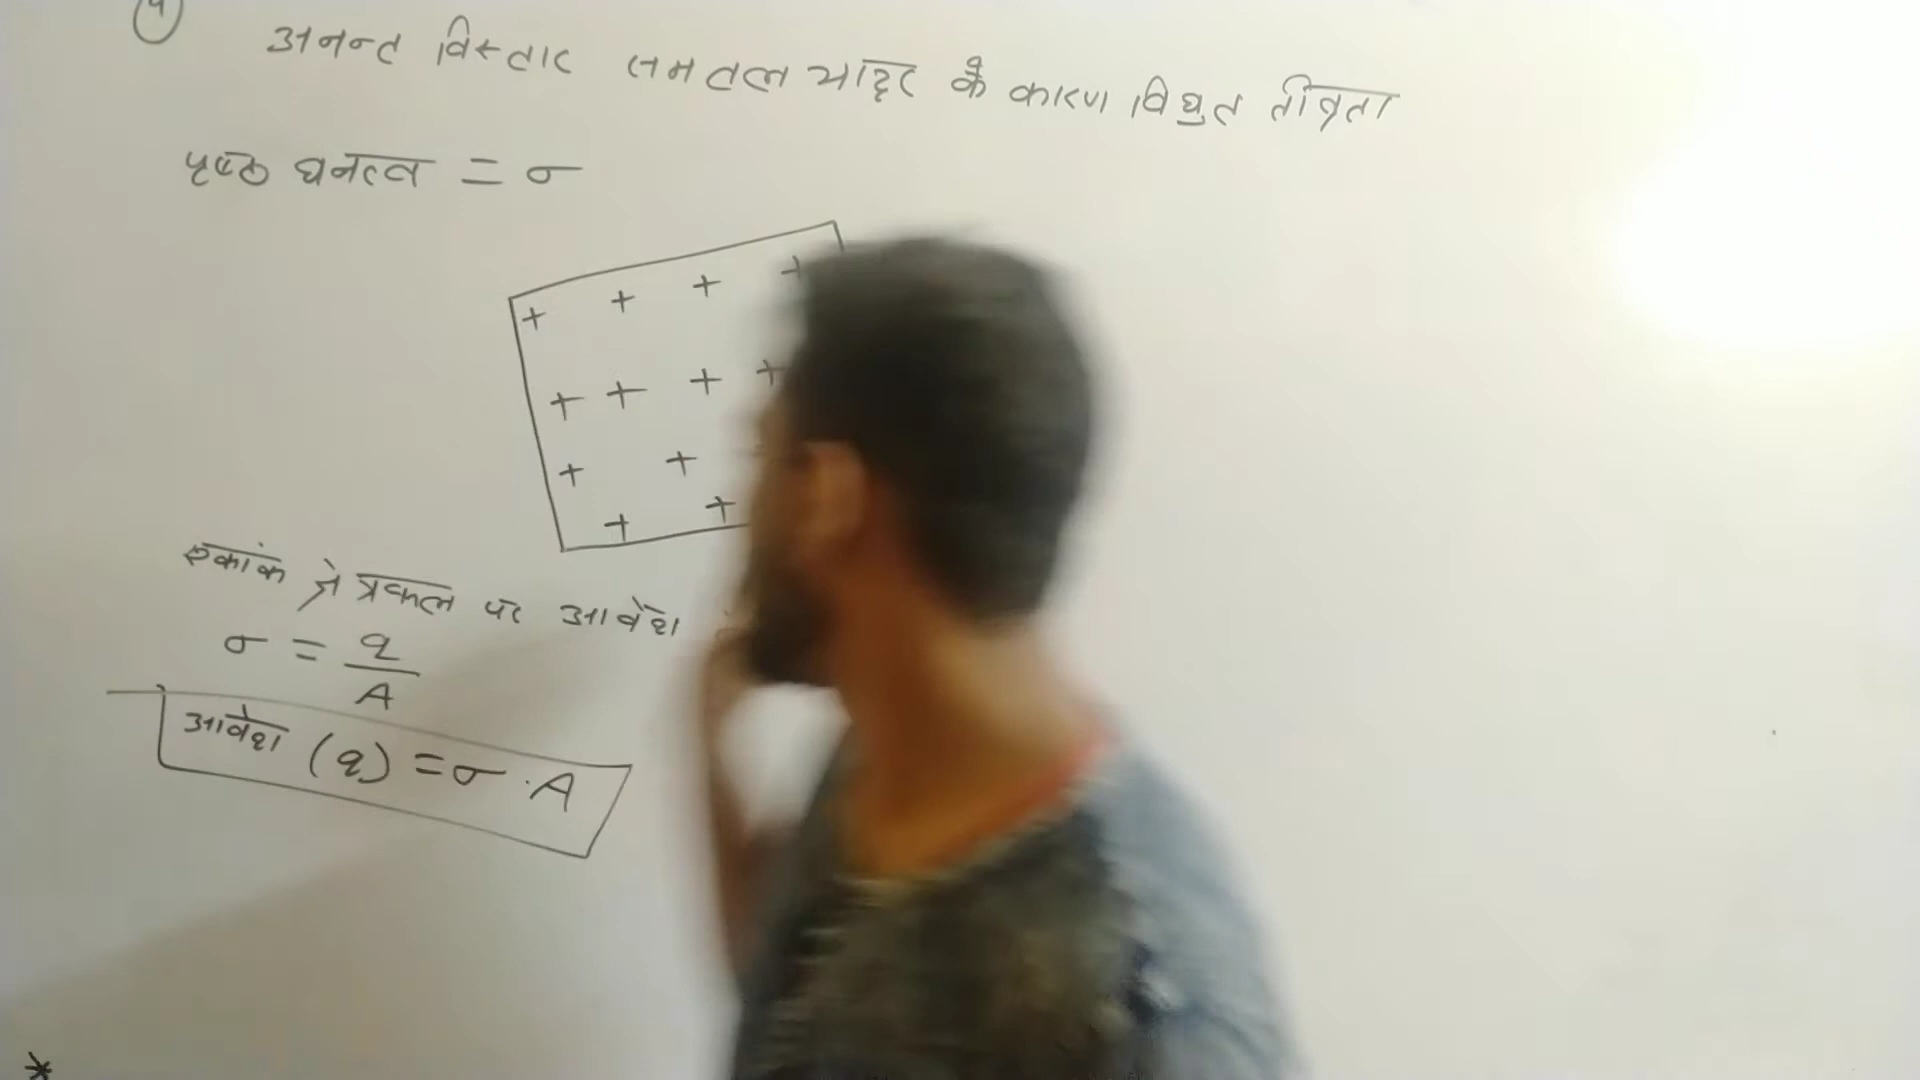 अनन्त विस्तार समतल चादर के कारण विधुत तीव्रता
पृष्ठ घनत्व = σ
+ + + +
+ + + +
+ +
+ +
एकांक क्षेत्रफल पर आवेश
σ = q/A
आवेश (q) = σ · A
*